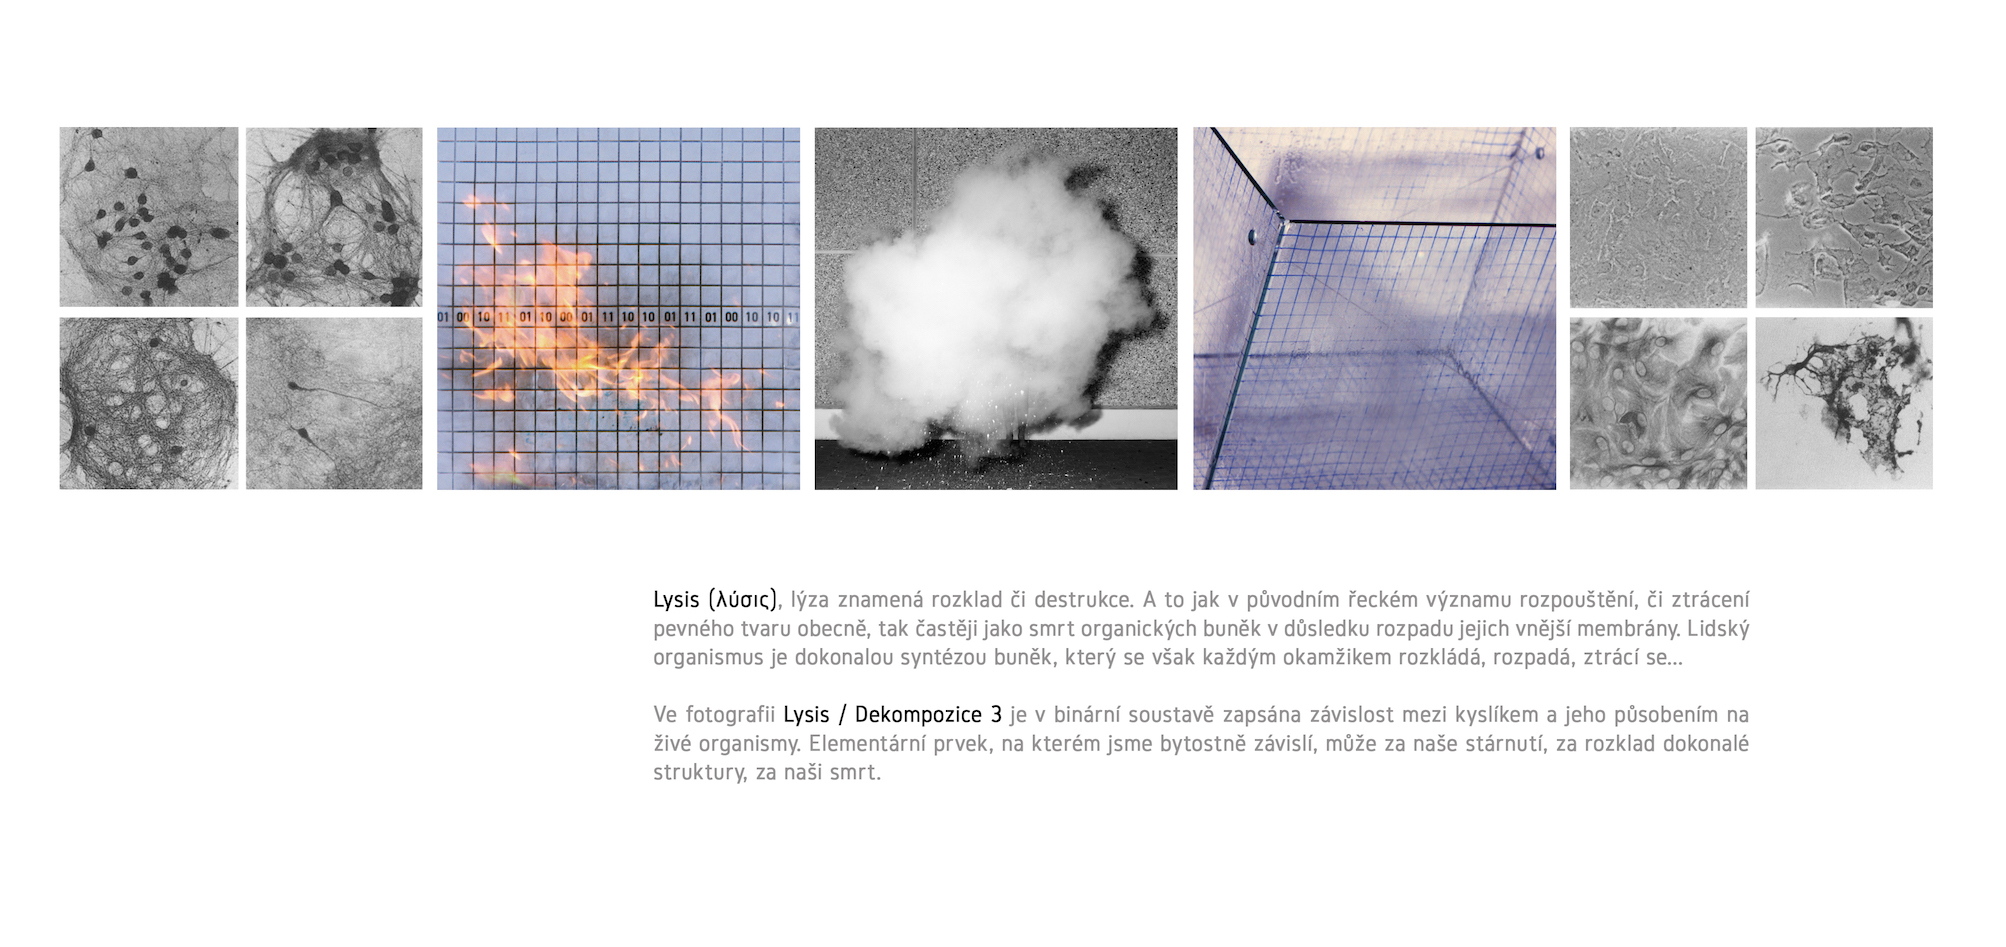 01 00 10 11 01 10 00 01 11 10 10 01 11 01 00 10 10 11
Lysis (λύσις), lýza znamená rozklad či destrukce. A to jak v původním řeckém významu rozpouštění, či ztrácení
pevného tvaru obecně, tak častěji jako smrt organických buněk v důsledku rozpadu jejich vnější membrány. Lidský
organismus je dokonalou syntézou buněk, který se však každým okamžikem rozkládá, rozpadá, ztrácí se...
Ve fotografii Lysis / Dekompozice 3 je v binární soustavě zapsána závislost mezi kyslíkem a jeho působením na
živé organismy. Elementární prvek, na kterém jsme bytostně závislí, může za naše stárnutí, za rozklad dokonalé
struktury, za naši smrt.